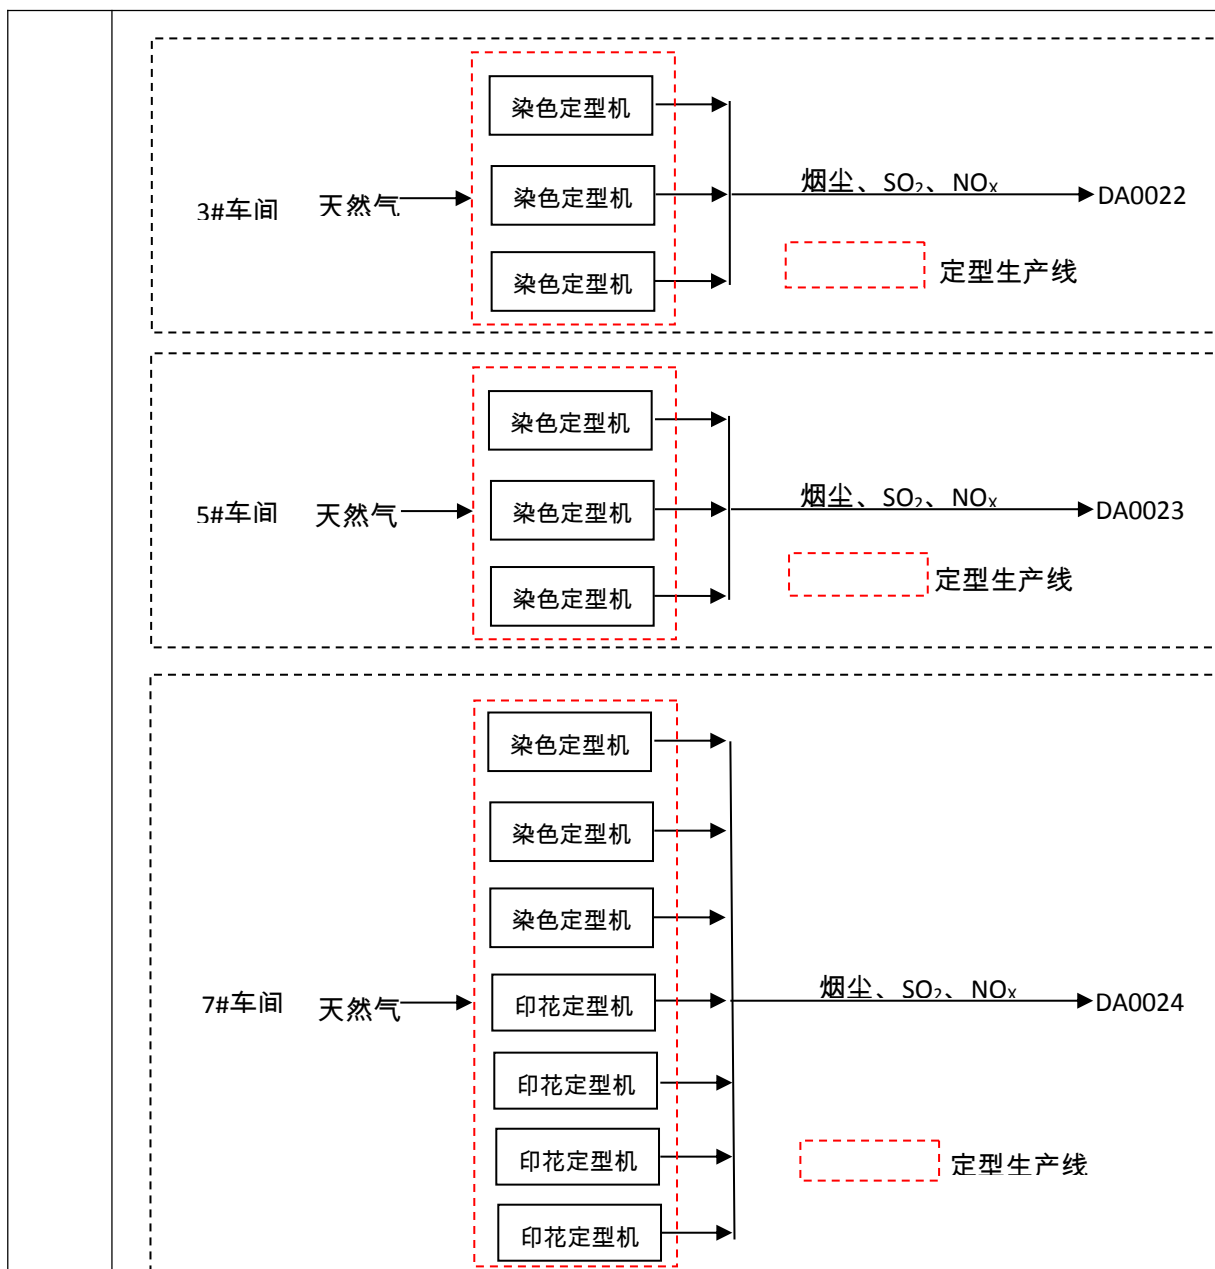 染色定型机
染色定型机
染色定型机
3#车间
天然气
烟尘、SO₂、NOₓ
DA0022
定型生产线
染色定型机
染色定型机
染色定型机
5#车间
天然气
烟尘、SO₂、NOₓ
DA0023
定型生产线
染色定型机
染色定型机
染色定型机
印花定型机
印花定型机
印花定型机
印花定型机
7#车间
天然气
烟尘、SO₂、NOₓ
DA0024
定型生产线